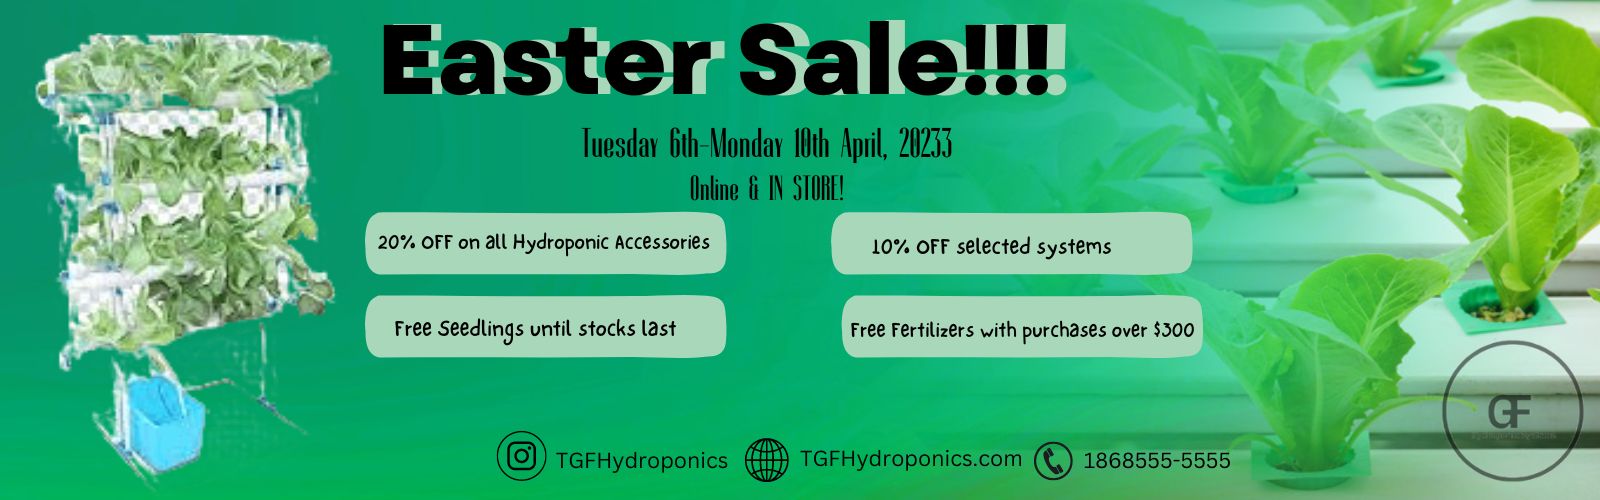 Easter Sale!!!
Tuesday 6th-Monday 10th April, 20233
Online & IN STORE!
20% OFF on all Hydroponic Accessories
10% OFF selected systems
Free Seedlings until stocks last
Free Fertilizers with purchases over $300
GF
TGFHydroponics
TGFHydroponics.com
1868555-5555